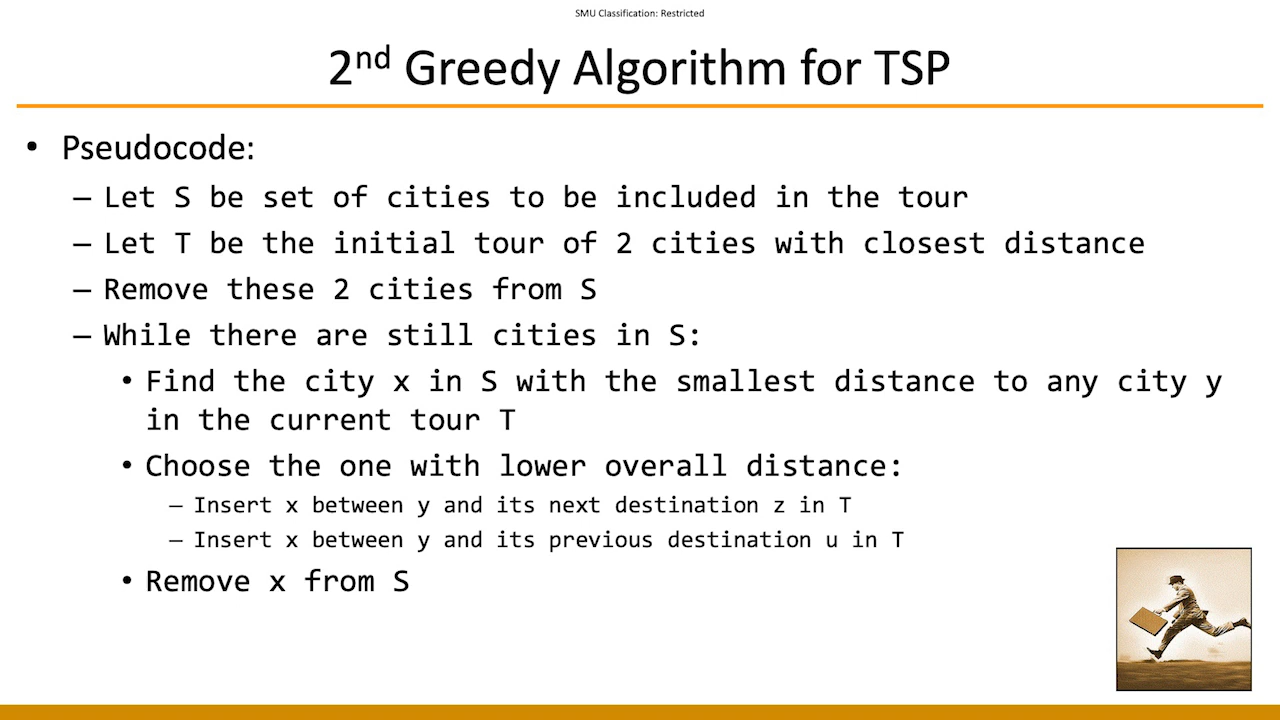 SMU Classification: Restricted
2nd Greedy Algorithm for TSP
• Pseudocode:
– Let S be set of cities to be included in the tour
– Let T be the initial tour of 2 cities with closest distance
– Remove these 2 cities from S
– While there are still cities in S:
• Find the city x in S with the smallest distance to any city y
in the current tour T
• Choose the one with lower overall distance:
– Insert x between y and its next destination z in T
– Insert x between y and its previous destination u in T
• Remove x from S